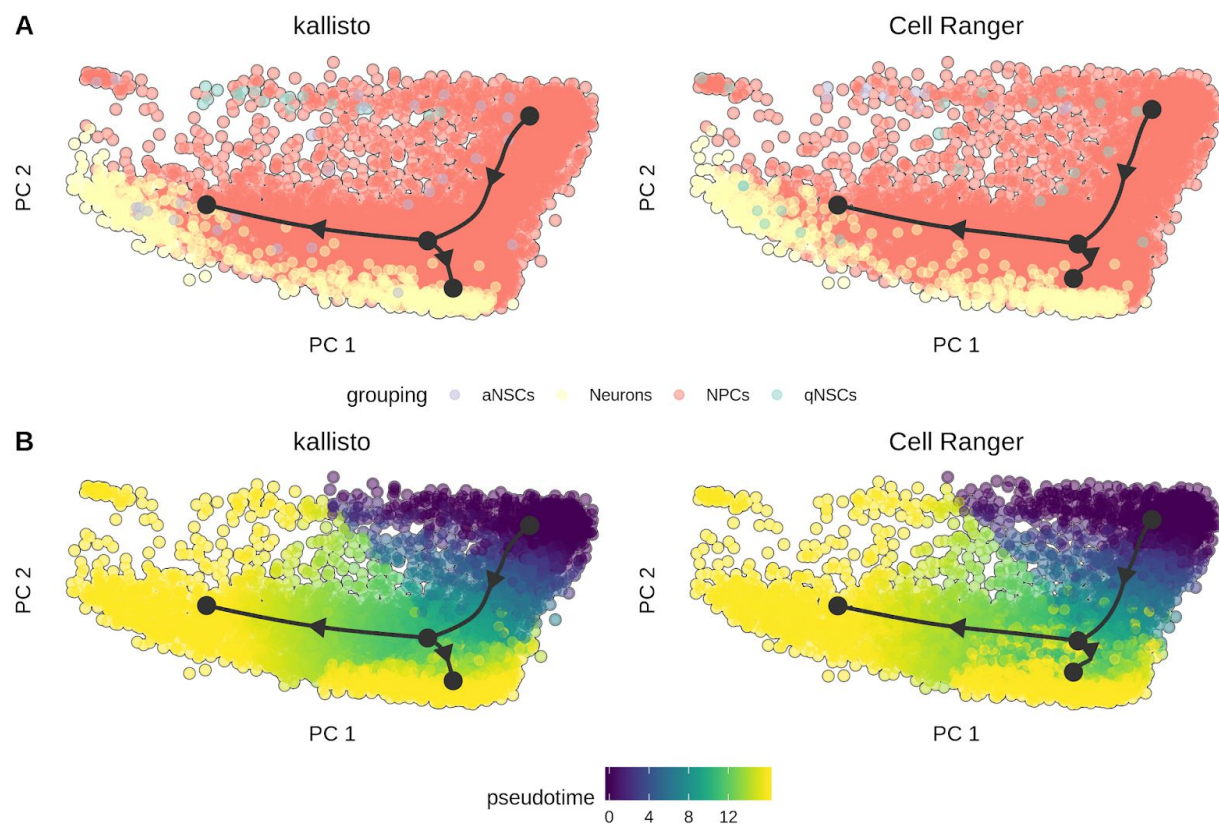 A
kallisto
Cell Ranger
PC 2
PC 2
PC 1
PC 1
grouping aNSCs Neurons NPCs qNSCs
B
kallisto
Cell Ranger
PC 2
PC 2
PC 1
PC 1
pseudotime
0 4 8 12